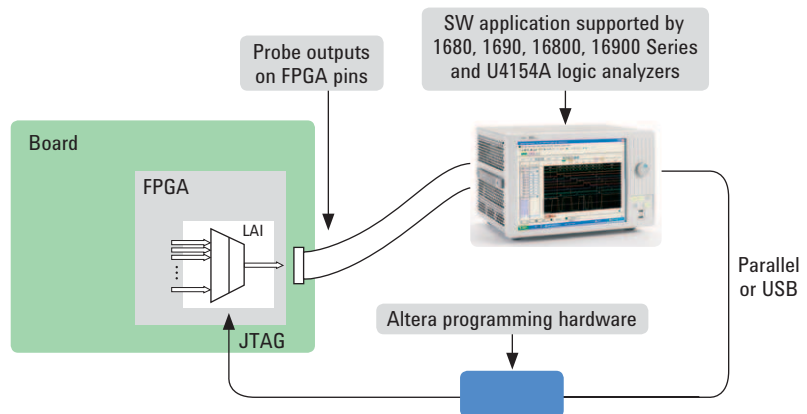 Probe outputs
on FPGA pins
SW application supported by
1680, 1690, 16800, 16900 Series
and U4154A logic analyzers
Board
FPGA
LAI
Parallel
or USB
Altera programming hardware
JTAG